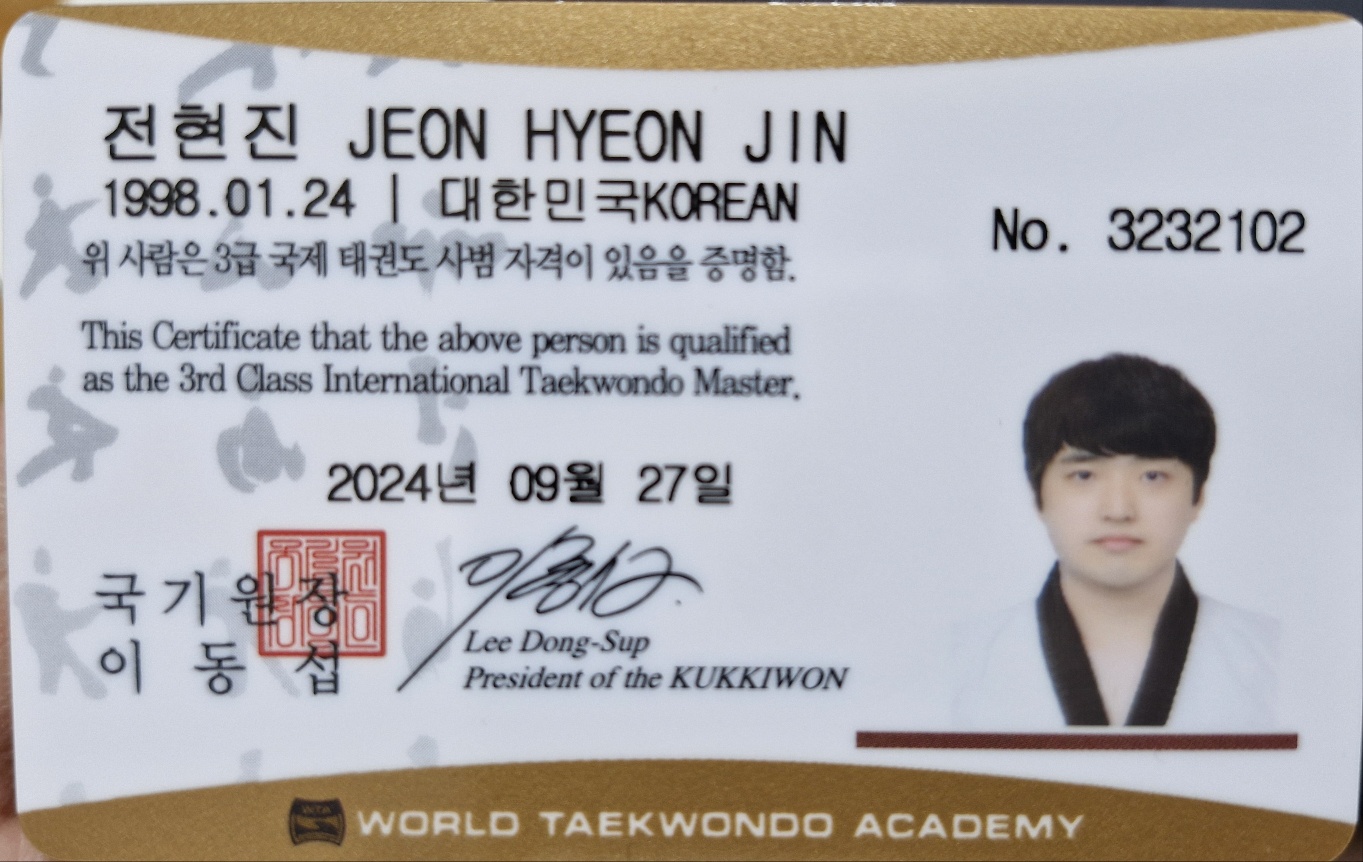 전현진 JEON HYEON JIN
1998.01.24 | 대한민국KOREAN
No. 3232102
위 사람은 3급 국제 태권도 사범 자격이 있음을 증명함.
This Certificate that the above person is qualified
as the 3rd Class International Taekwondo Master.
2024년 09월 27일
국기원장
이동섭
Lee Dong-Sup
President of the KUKKIWON
WORLD TAEKWONDO ACADEMY